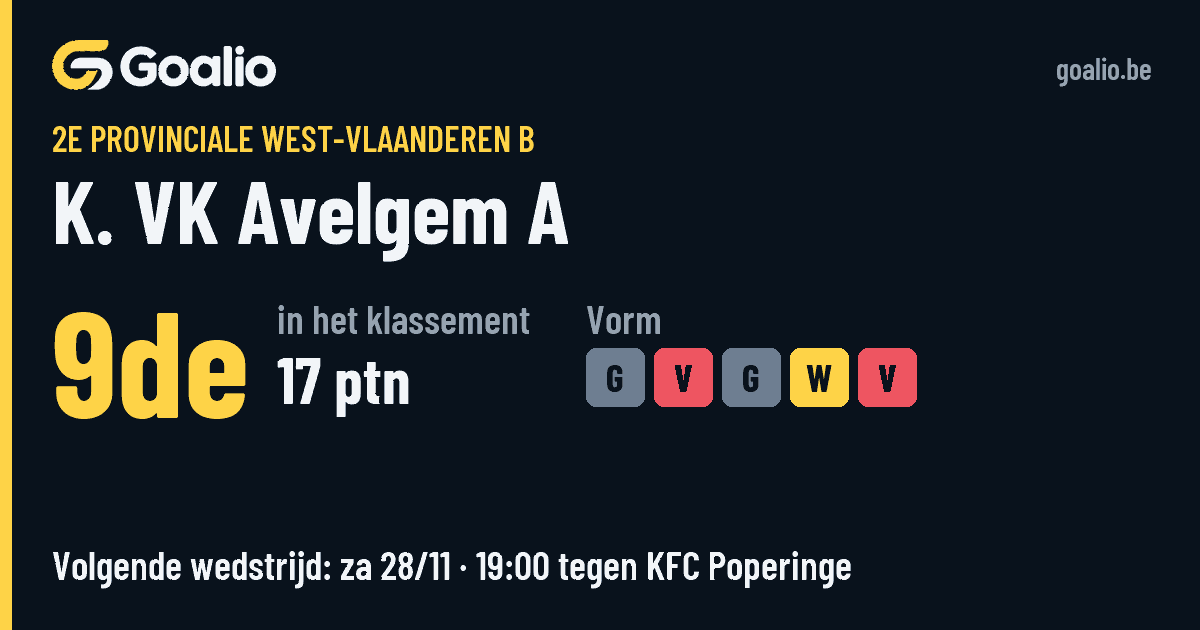 Goalio
goalio.be
2E PROVINCIALE WEST-VLAANDEREN B
K. VK Avelgem A
9de
in het klassement
17 ptn
Vorm
G V G W V
Volgende wedstrijd: za 28/11 · 19:00 tegen KFC Poperinge